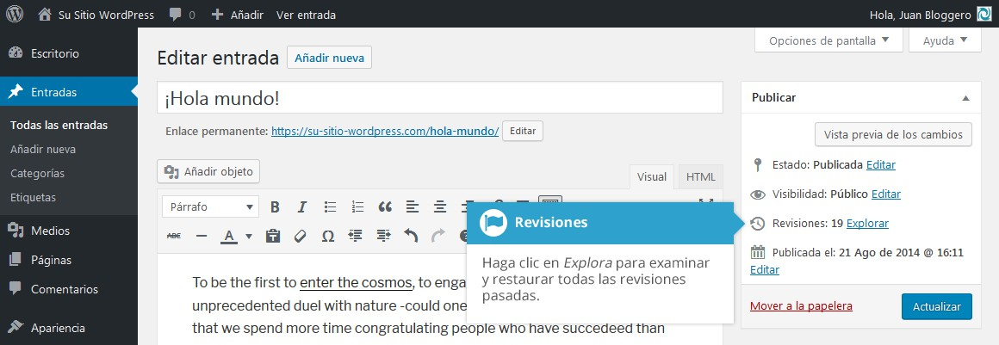 Su Sitio WordPress 0 Añadir Ver entrada Hola, Juan Bloggero
Opciones de pantalla Ayuda
Escritorio
Entradas
Todas las entradas
Añadir nueva
Categorías
Etiquetas
Medios
Páginas
Comentarios
Apariencia
Editar entrada Añadir nueva
¡Hola mundo!
Enlace permanente: https://su-sitio-wordpress.com/hola-mundo/ Editar
Añadir objeto
Visual HTML
Párrafo B I
ABC A Ω
To be the first to enter the cosmos, to enga
unprecedented duel with nature -could one
that we spend more time congratulating people who have succedeed than
Revisiones
Haga clic en Explora para examinar
y restaurar todas las revisiones
pasadas.
Publicar
Vista previa de los cambios
Estado: Publicada Editar
Visibilidad: Público Editar
Revisiones: 19 Explorar
Publicada el: 21 Ago de 2014 @ 16:11
Editar
Mover a la papelera Actualizar